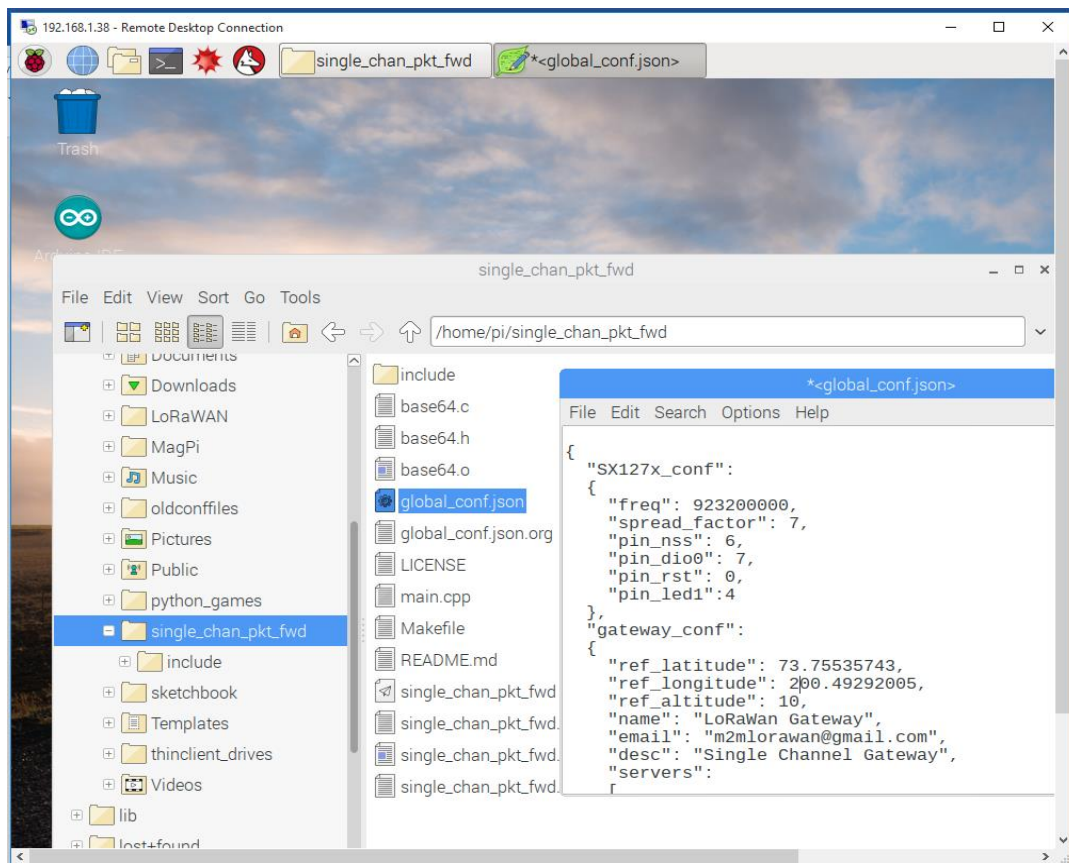 192.168.1.38 - Remote Desktop Connection
single_chan_pkt_fwd
*<global_conf.json>
Trash
single_chan_pkt_fwd
File Edit View Sort Go Tools
/home/pi/single_chan_pkt_fwd
Documents
Downloads
LoRaWAN
MagPi
Music
oldconffiles
Pictures
Public
python_games
single_chan_pkt_fwd
include
sketchbook
Templates
thinclient_drives
Videos
lib
lost+found
include
base64.c
base64.h
base64.o
global_conf.json
global_conf.json.org
LICENSE
main.cpp
Makefile
README.md
single_chan_pkt_fwd
single_chan_pkt_fwd.
single_chan_pkt_fwd.
single_chan_pkt_fwd.
*<global_conf.json>
File Edit Search Options Help
{
"SX127x_conf":
{
"freq": 923200000,
"spread_factor": 7,
"pin_nss": 6,
"pin_dio0": 7,
"pin_rst": 0,
"pin_led1":4
},
"gateway_conf":
{
"ref_latitude": 73.75535743,
"ref_longitude": 200.49292005,
"ref_altitude": 10,
"name": "LoRaWan Gateway",
"email": "m2mlorawan@gmail.com",
"desc": "Single Channel Gateway",
"servers":
[